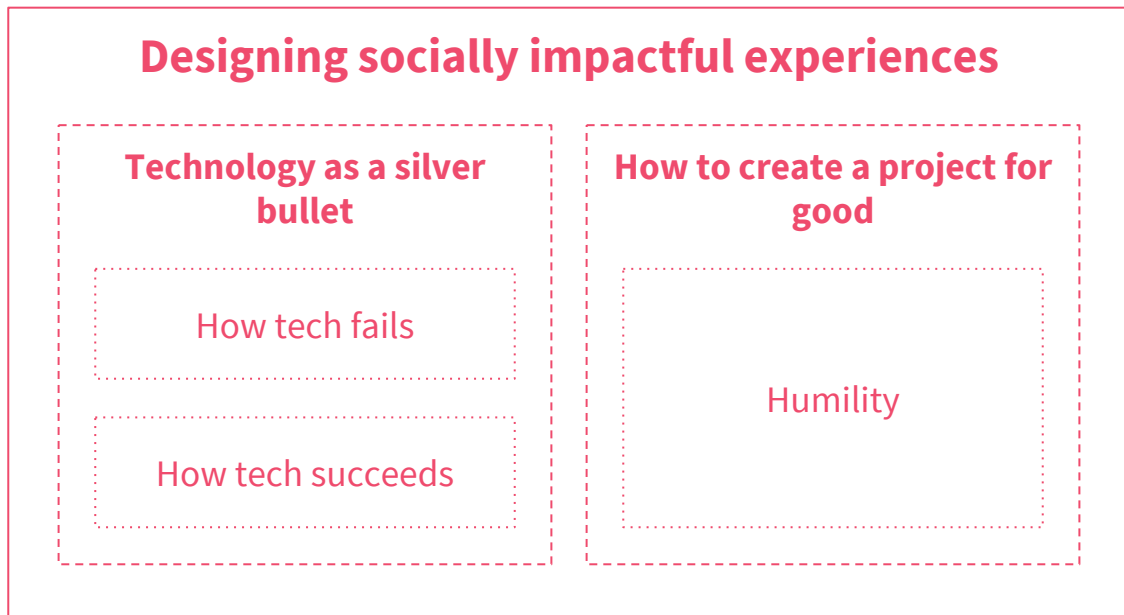 Designing socially impactful experiences
Technology as a silver
bullet
How tech fails
How tech succeeds
How to create a project for
good
Humility